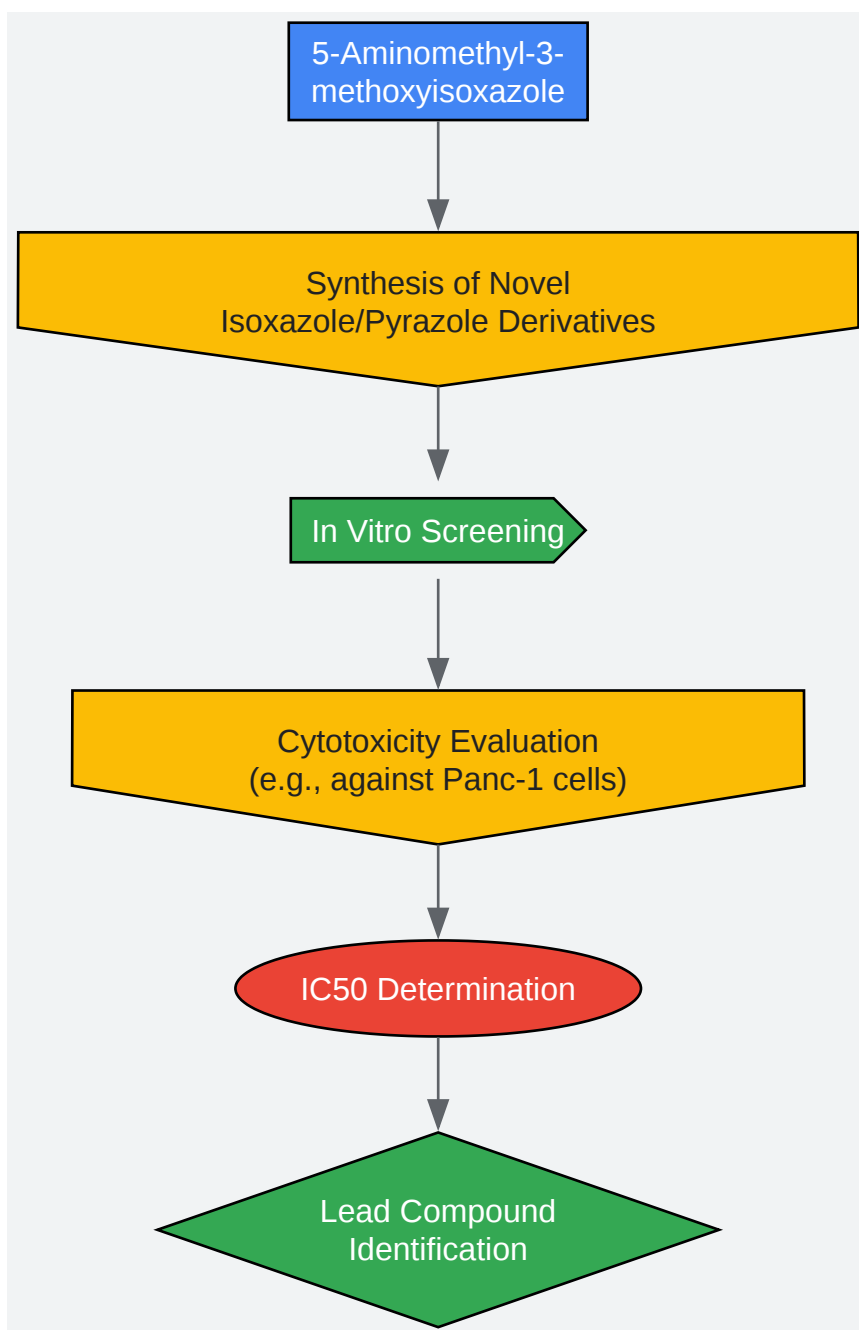 5-Aminomethyl-3-
methoxyisoxazole
Synthesis of Novel
Isoxazole/Pyrazole Derivatives
In Vitro Screening
Cytotoxicity Evaluation
(e.g., against Panc-1 cells)
IC50 Determination
Lead Compound
Identification